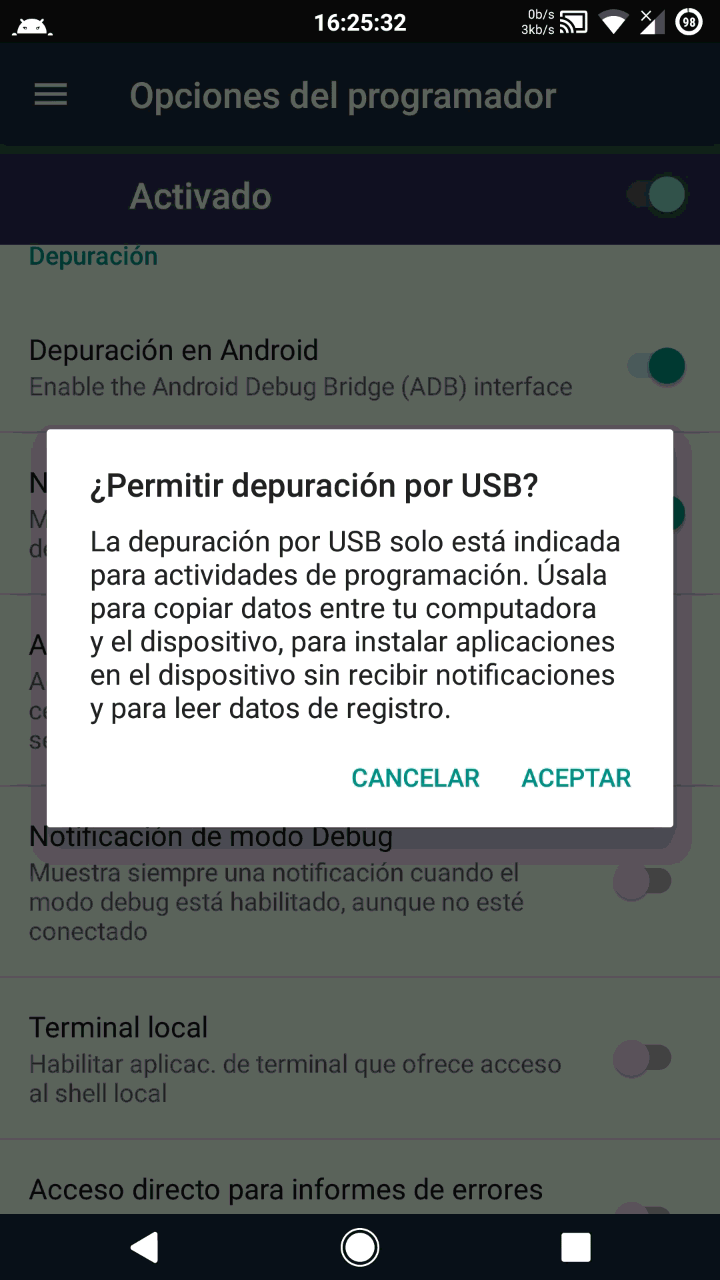 16:25:32
0b/s
3kb/s
98
Opciones del programador
Activado
Depuración
Depuración en Android
Enable the Android Debug Bridge (ADB) interface
¿Permitir depuración por USB?
La depuración por USB solo está indicada
para actividades de programación. Úsala
para copiar datos entre tu computadora
y el dispositivo, para instalar aplicaciones
en el dispositivo sin recibir notificaciones
y para leer datos de registro.
CANCELAR ACEPTAR
Notificación de modo Debug
Muestra siempre una notificación cuando el
modo debug está habilitado, aunque no esté
conectado
Terminal local
Habilitar aplicac. de terminal que ofrece acceso
al shell local
Acceso directo para informes de errores